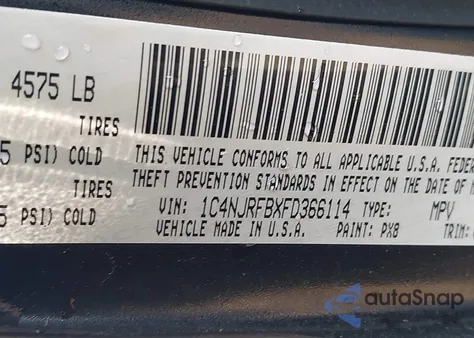 4575 LB
TIRES
5 PSI) COLD
THIS VEHICLE CONFORMS TO ALL APPLICABLE U.S.A. FEDER
TIRES
THEFT PREVENTION STANDARDS IN EFFECT ON THE DATE OF
5 PSI) COLD
VIN: 1C4NJRFBXFD366114 TYPE: MPV
VEHICLE MADE IN U.S.A. PAINT: PX8 TRIM:
autoSnap